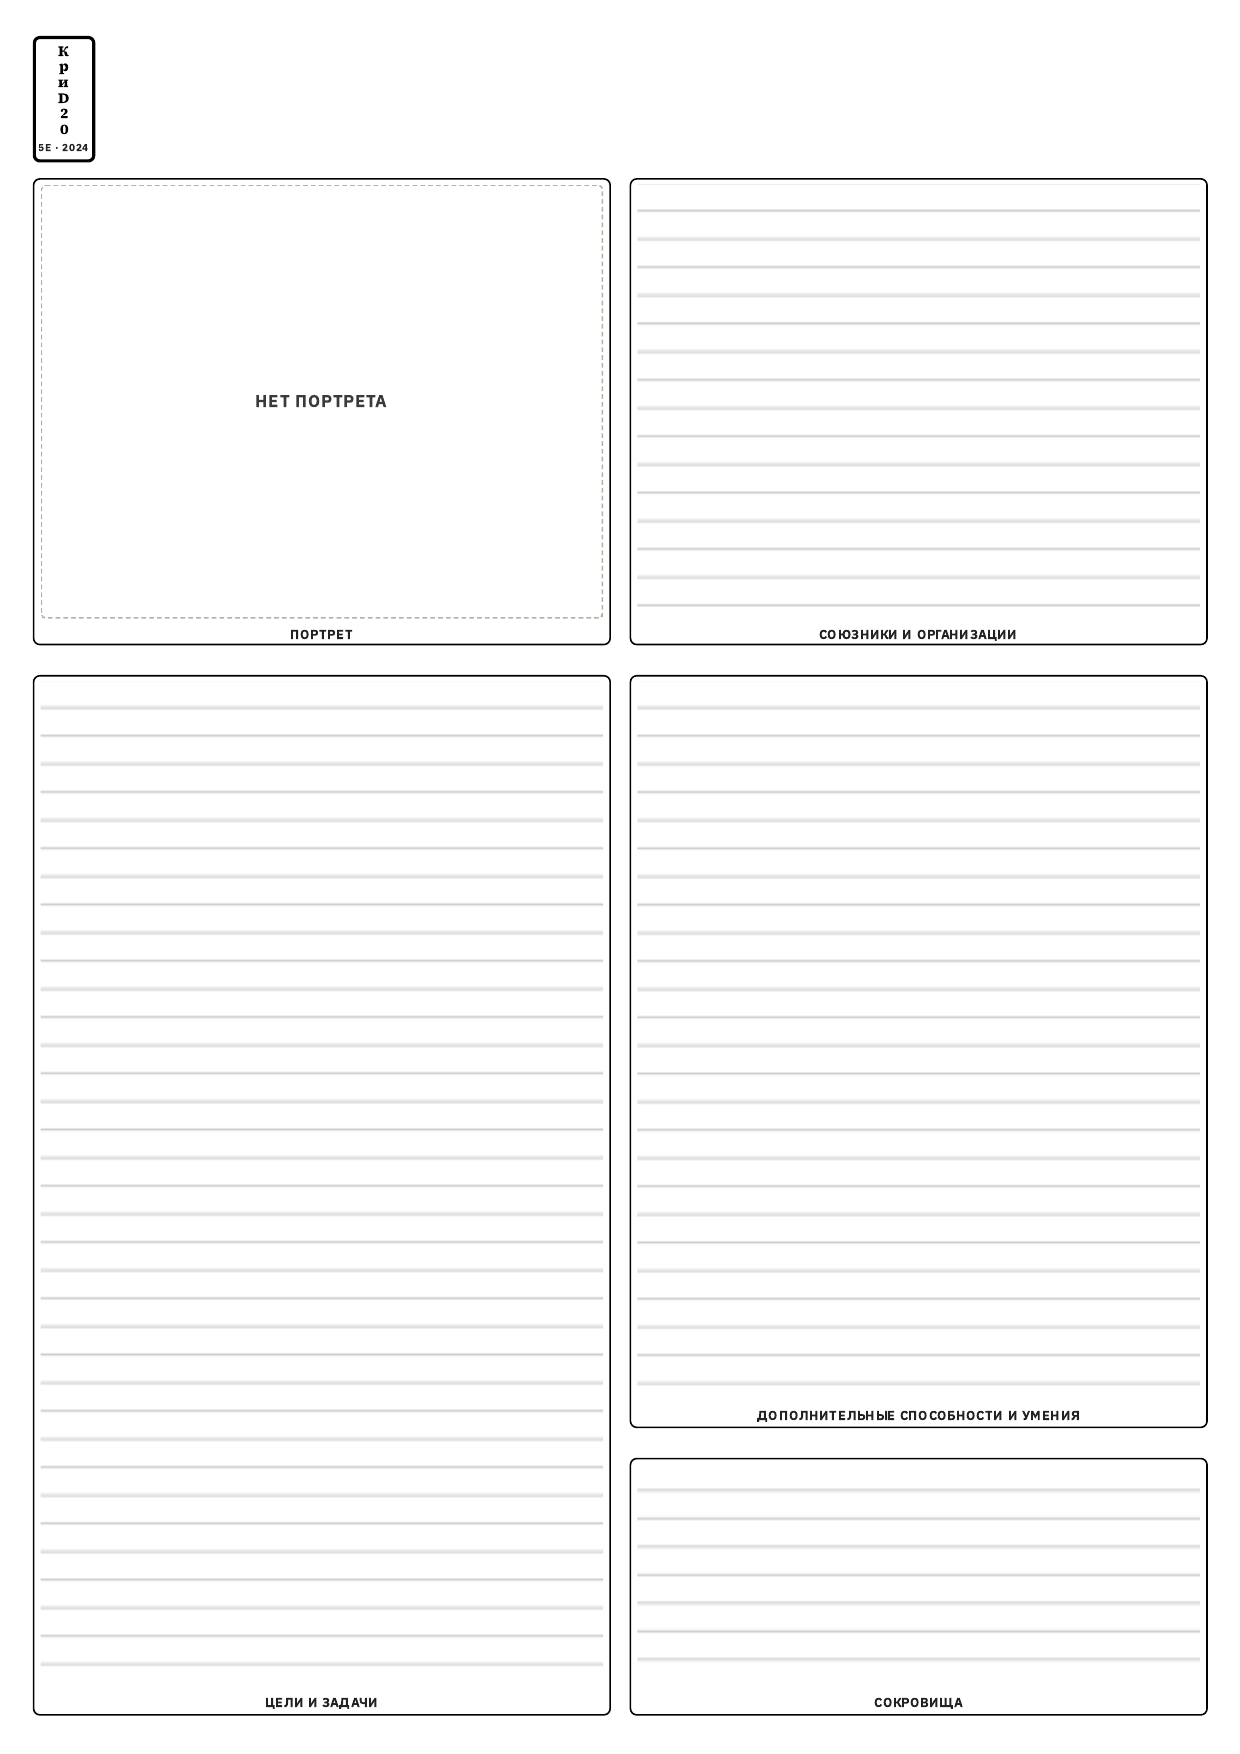 К
р
и
D
2
0
5E · 2024
НЕТ ПОРТРЕТА
ПОРТРЕТ
СОЮЗНИКИ И ОРГАНИЗАЦИИ
ДОПОЛНИТЕЛЬНЫЕ СПОСОБНОСТИ И УМЕНИЯ
ЦЕЛИ И ЗАДАЧИ
СОКРОВИЩА